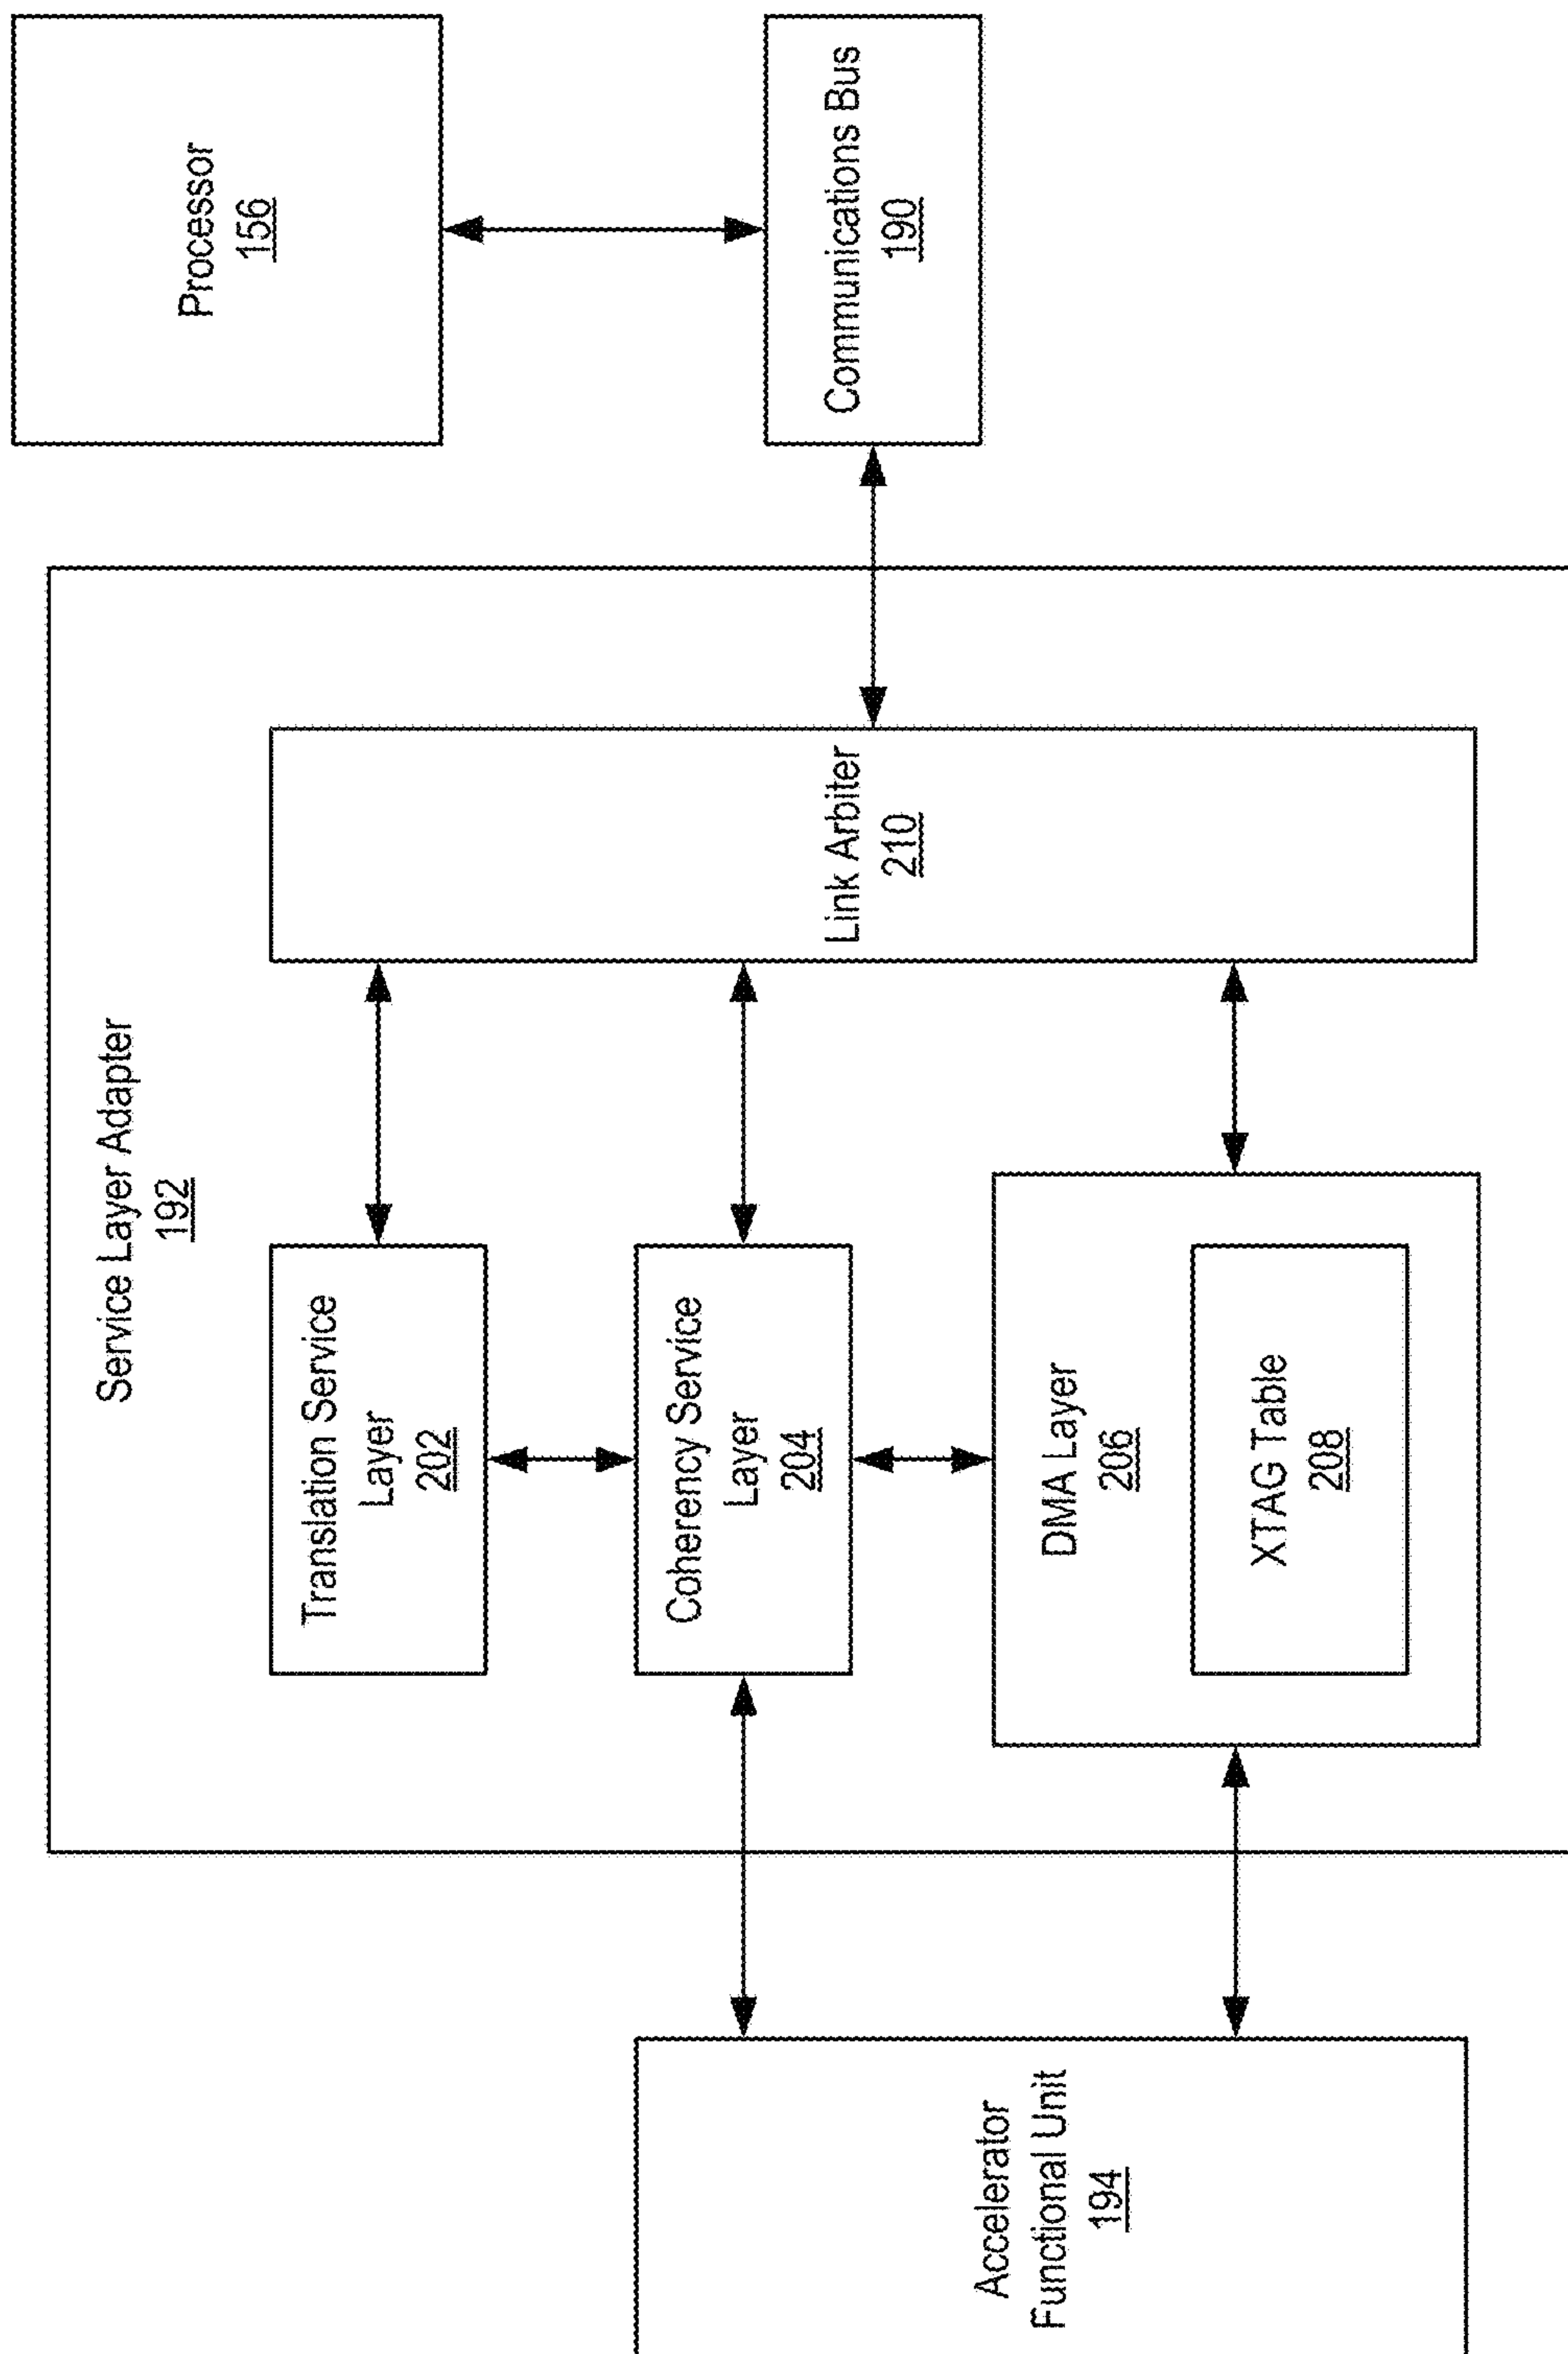 Processor
156
Communications Bus
190
Service Layer Adapter
192
Link Arbiter
210
Translation Service
Layer
202
Coherency Service
Layer
204
DMA Layer
206
XTAG Table
208
Accelerator
Functional Unit
194